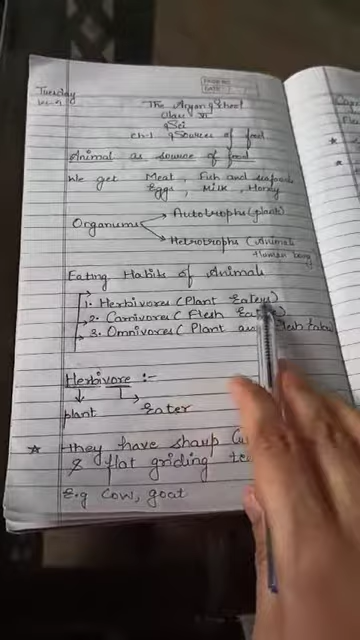 Tuesday
The Aryan School
Class VI
Sci
Ch-1 Sources of food
Animal as source of food
We get Meat, Fish and seafoods
Eggs, Milk, Honey
Organisms Autotrophs (plants)
Hetrotrophs (Animals
Human being
Eating Habits of Animals
1. Herbivores (Plant Eaters)
2. Carnivores (Flesh
3. Omnivores (Plant
Herbivore :-
plant Eater
* They have sharp
& flat griding
E.g Cow, goat